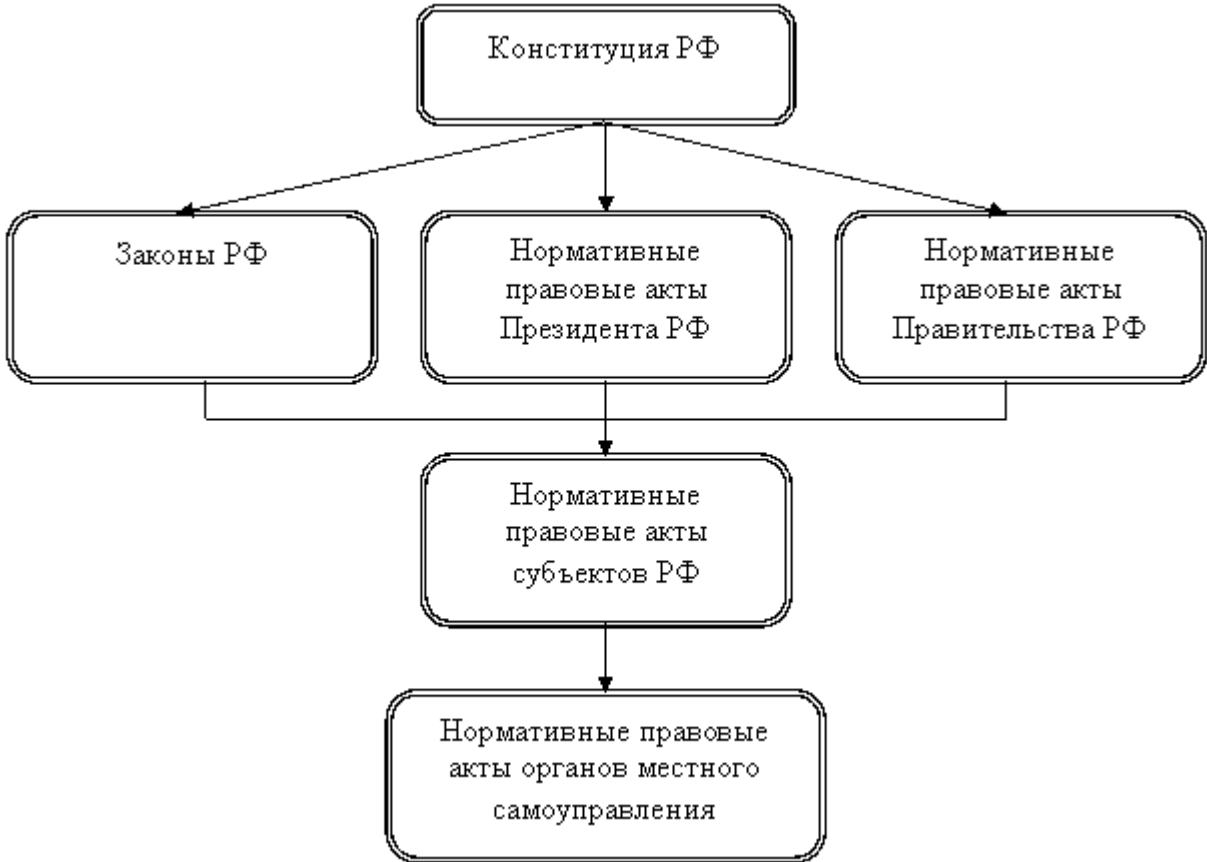 Конституция РФ
Законы РФ
Нормативные
правовые акты
Президента РФ
Нормативные
правовые акты
Правительства РФ
Нормативные
правовые акты
субъектов РФ
Нормативные правовые
акты органов местного
самоуправления